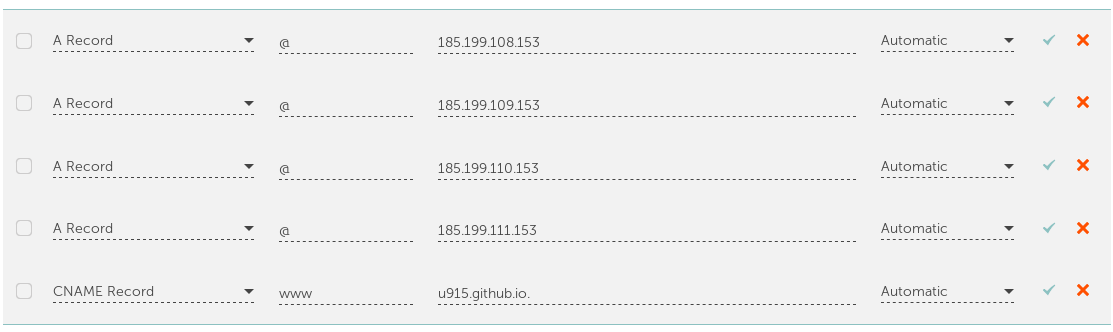 A Record @ 185.199.108.153 Automatic
A Record @ 185.199.109.153 Automatic
A Record @ 185.199.110.153 Automatic
A Record @ 185.199.111.153 Automatic
CNAME Record www u915.github.io. Automatic